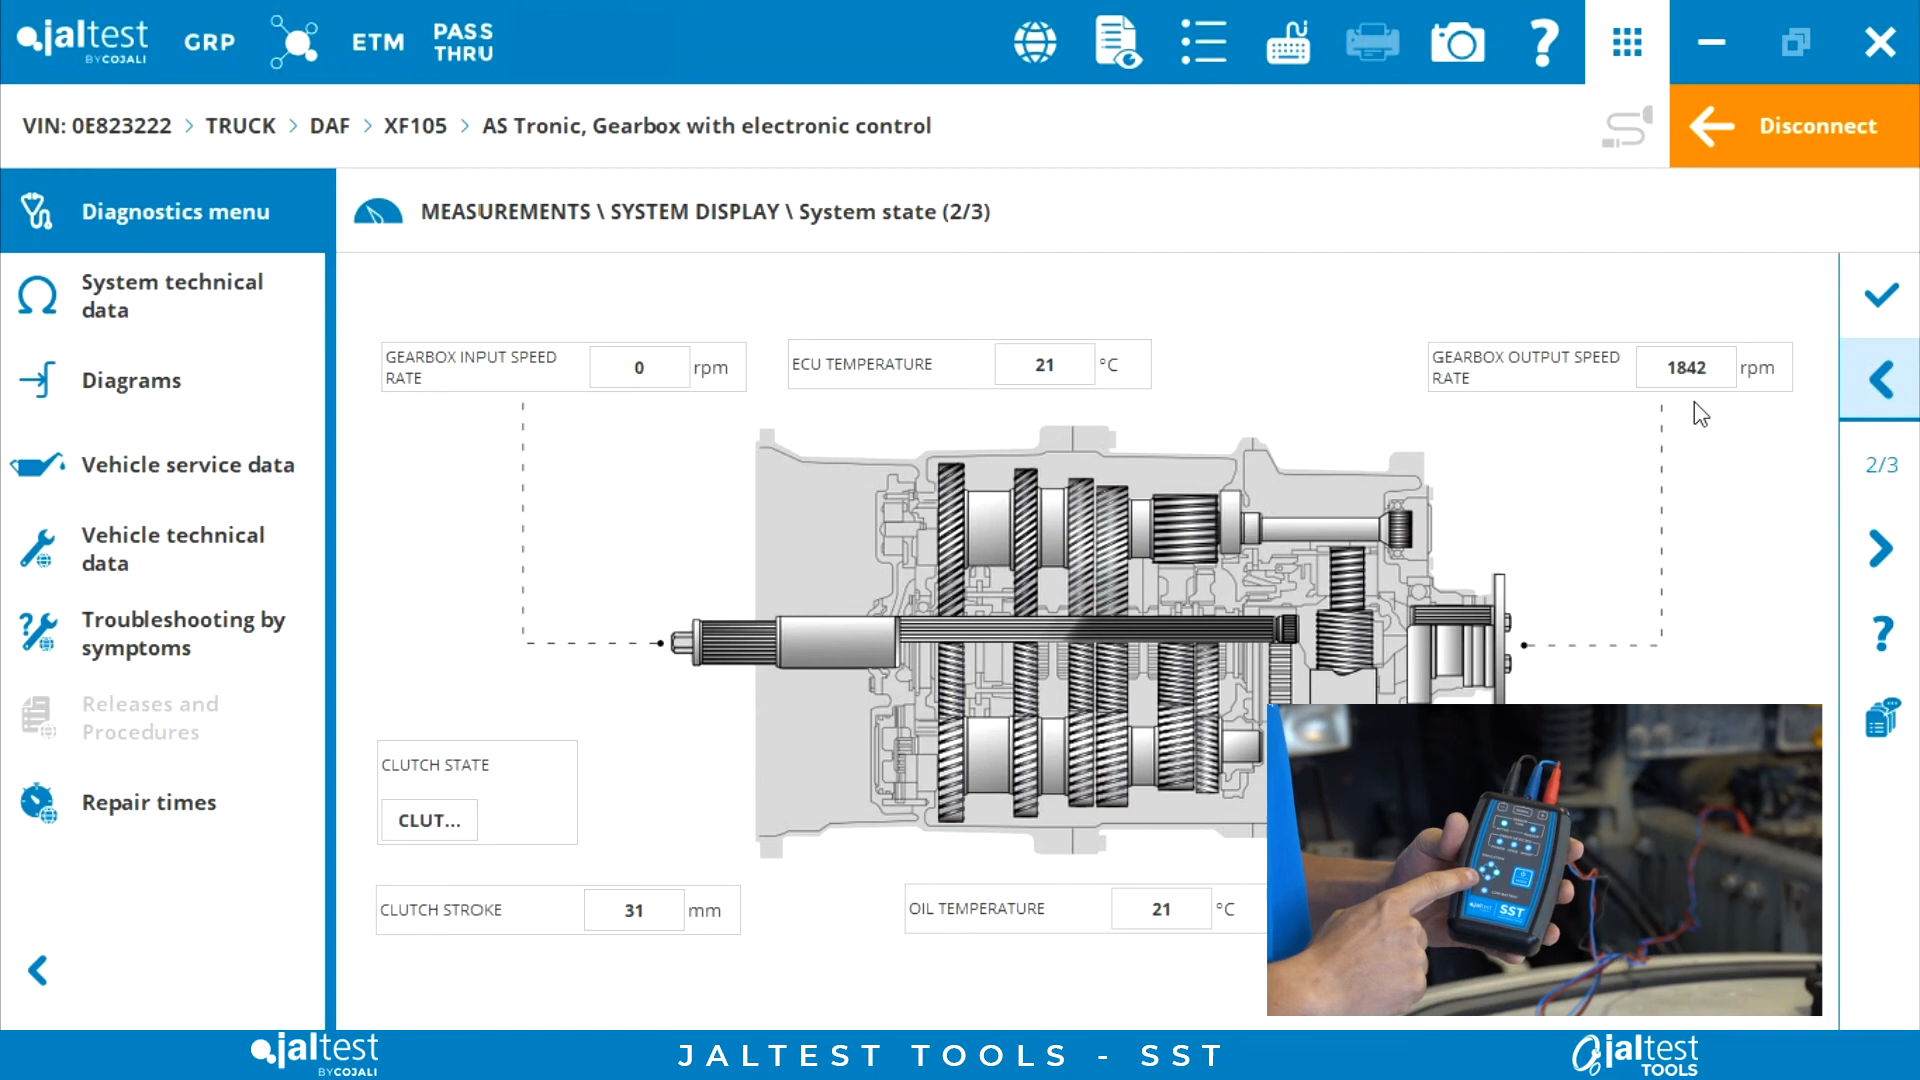 jaltest
BY COJALI
GRP
ETM
PASS
THRU
VIN: 0E823222 > TRUCK > DAF > XF105 > AS Tronic, Gearbox with electronic control
Disconnect
Diagnostics menu
MEASUREMENTS \ SYSTEM DISPLAY \ System state (2/3)
System technical
data
Diagrams
Vehicle service data
Vehicle technical
data
Troubleshooting by
symptoms
Releases and
Procedures
Repair times
GEARBOX INPUT SPEED
RATE
0 rpm
ECU TEMPERATURE 21 °C
GEARBOX OUTPUT SPEED
RATE
1842 rpm
2/3
CLUTCH STATE
CLUT...
CLUTCH STROKE 31 mm
OIL TEMPERATURE 21 °C
SST
jaltest
BY COJALI
JALTEST TOOLS - SST
jaltest
TOOLS